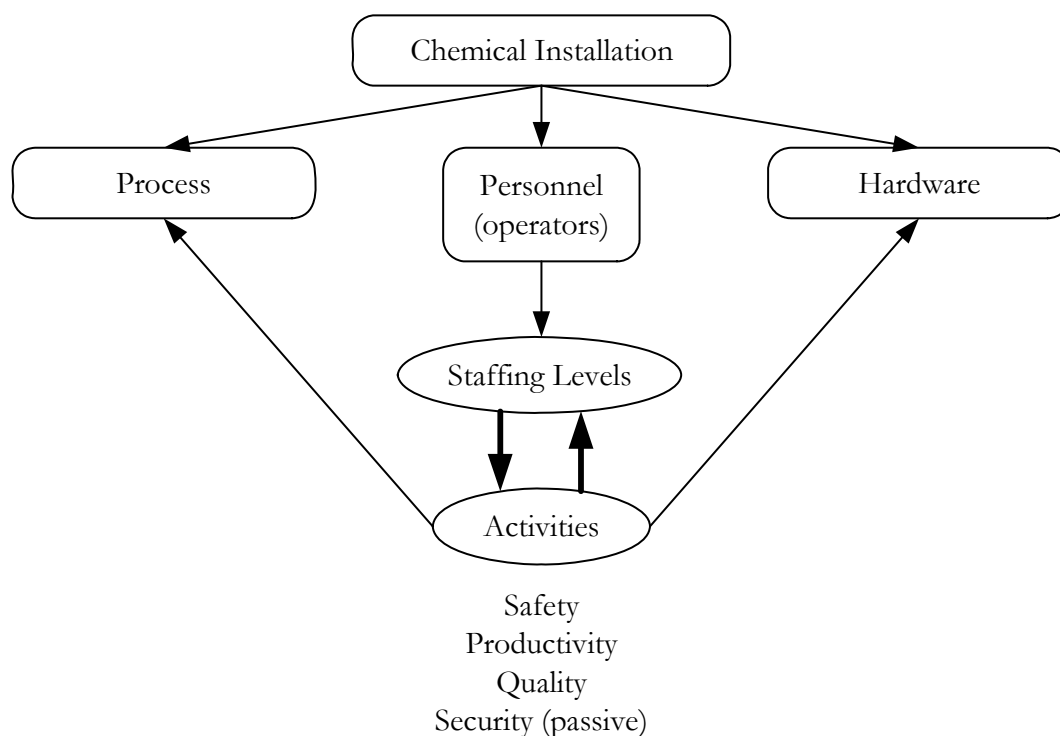 Chemical Installation
Process
Personnel
(operators)
Hardware
Staffing Levels
Activities
Safety
Productivity
Quality
Security (passive)